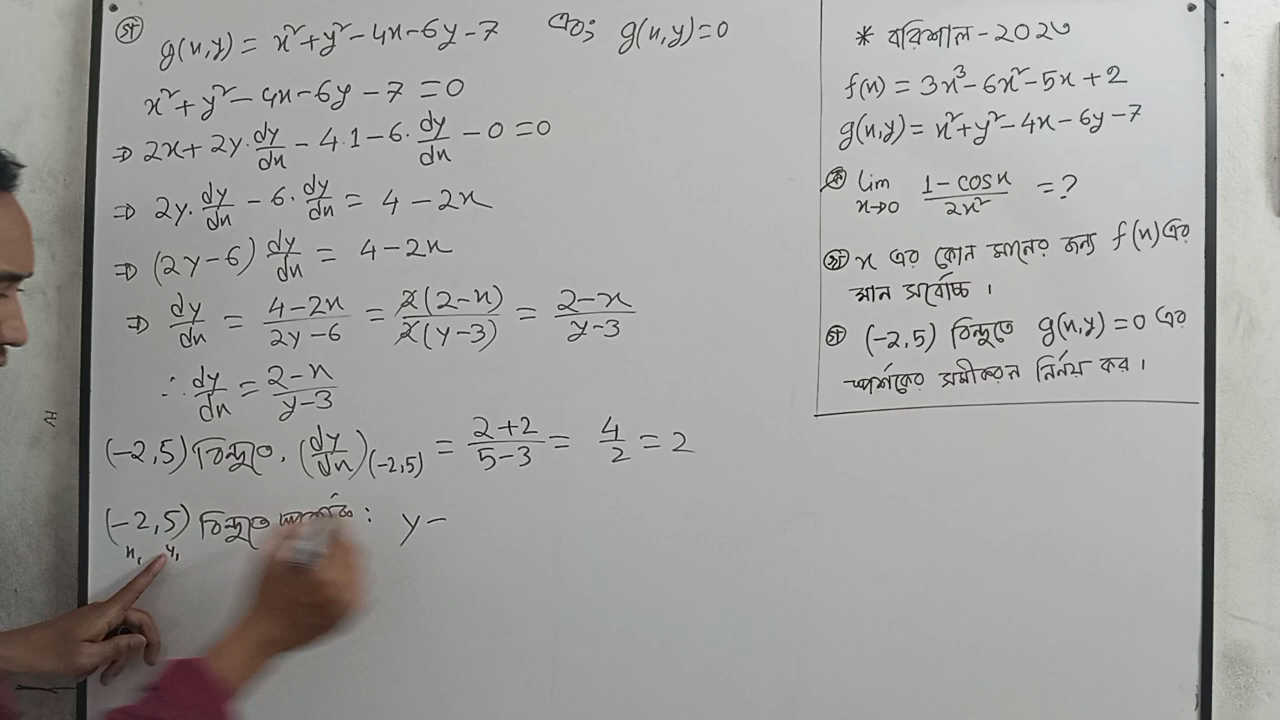 (গ) g(x,y) = x² + y² - 4x - 6y - 7 এবং g(x,y) = 0
x² + y² - 4x - 6y - 7 = 0
⇒ 2x + 2y · dy/dx - 4.1 - 6 · dy/dx - 0 = 0
⇒ 2y · dy/dx - 6 · dy/dx = 4 - 2x
⇒ (2y - 6) dy/dx = 4 - 2x
⇒ dy/dx = (4 - 2x)/(2y - 6) = 2(2 - x)/2(y - 3) = (2 - x)/(y - 3)
∴ dy/dx = (2 - x)/(y - 3)
(-2, 5) বিন্দুতে, (dy/dx)(-2,5) = (2 + 2)/(5 - 3) = 4/2 = 2
(-2, 5) বিন্দুতে : y -
x₁ y₁
* বরিশাল - ২০২৩
f(x) = 3x³ - 6x² - 5x + 2
g(x,y) = x² + y² - 4x - 6y - 7
(ক) lim x→0 (1 - cosx)/2x² = ?
(খ) x এর কোন মানের জন্য f(x) এর
মান সর্বোচ্চ ।
(গ) (-2, 5) বিন্দুতে g(x,y) = 0 এর
স্পর্শকের সমীকরন নির্নয় কর ।